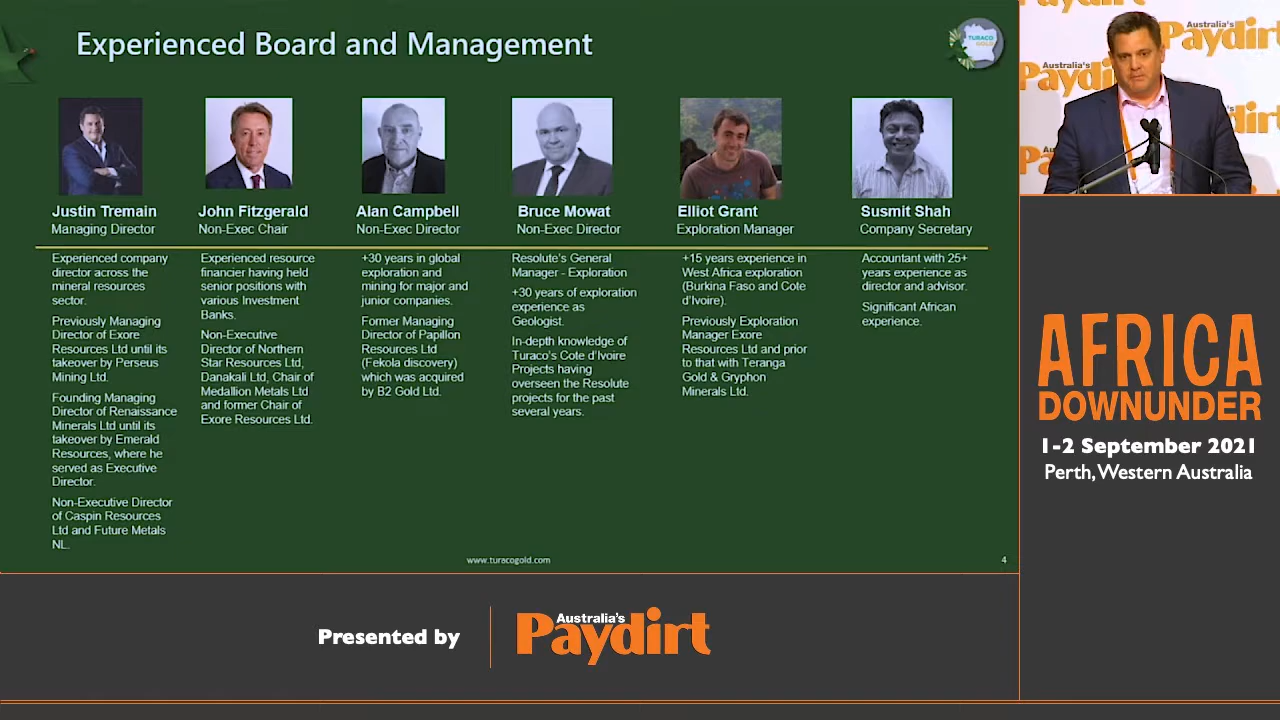 Experienced Board and Management
TURACO
GOLD
Justin Tremain
Managing Director
Experienced company
director across the
mineral resources
sector.
Previously Managing
Director of Exore
Resources Ltd until its
takeover by Perseus
Mining Ltd.
Founding Managing
Director of Renaissance
Minerals Ltd until its
takeover by Emerald
Resources, where he
served as Executive
Director.
Non-Executive Director
of Caspin Resources
Ltd and Future Metals
NL.
John Fitzgerald
Non-Exec Chair
Experienced resource
financier having held
senior positions with
various Investment
Banks.
Non-Executive
Director of Northern
Star Resources Ltd,
Danakali Ltd, Chair of
Medallion Metals Ltd
and former Chair of
Exore Resources Ltd.
Alan Campbell
Non-Exec Director
+30 years in global
exploration and
mining for major and
junior companies.
Former Managing
Director of Papillon
Resources Ltd
(Fekola discovery)
which was acquired
by B2 Gold Ltd.
Bruce Mowat
Non-Exec Director
Resolute's General
Manager - Exploration
+30 years of exploration
experience as
Geologist.
In-depth knowledge of
Turaco's Cote d'Ivoire
Projects having
overseen the Resolute
projects for the past
several years.
Elliot Grant
Exploration Manager
+15 years experience in
West Africa exploration
(Burkina Faso and Cote
d'Ivoire).
Previously Exploration
Manager Exore
Resources Ltd and prior
to that with Teranga
Gold & Gryphon
Minerals Ltd.
Susmit Shah
Company Secretary
Accountant with 25+
years experience as
director and advisor.
Significant African
experience.
www.turacogold.com
4
Australia's
Paydirt
Australia's
Paydirt
AFRICA
DOWNUNDER
1-2 September 2021
Perth, Western Australia
Presented by
Australia's
Paydirt